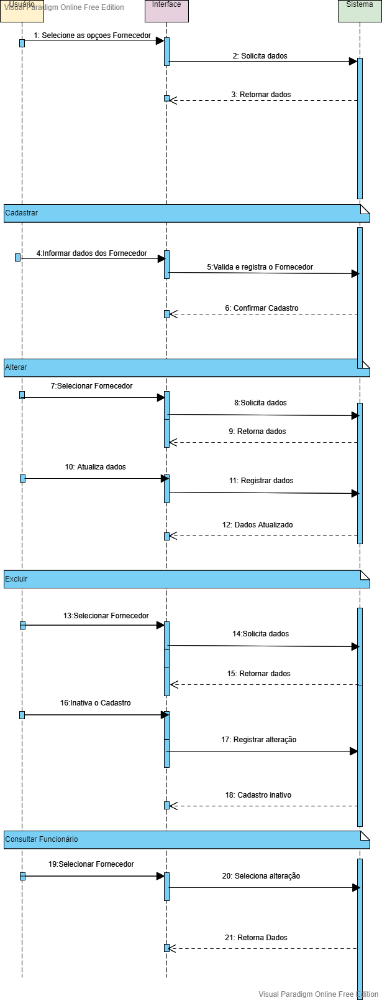 Usuário
Visual Paradigm Online Free Edition
Interface
Sistema
1: Selecione as opçoes Fornecedor
2: Solicita dados
3: Retornar dados
Cadastrar
4:Informar dados dos Fornecedor
5:Valida e registra o Fornecedor
6: Confirmar Cadastro
Alterar
7:Selecionar Fornecedor
8:Solicita dados
9: Retorna dados
10: Atualiza dados
11: Registrar dados
12: Dados Atualizado
Excluir
13:Selecionar Fornecedor
14:Solicita dados
15: Retornar dados
16:Inativa o Cadastro
17: Registrar alteração
18: Cadastro inativo
Consultar Funcionário
19:Selecionar Fornecedor
20: Seleciona alteração
21: Retorna Dados
Visual Paradigm Online Free Edition